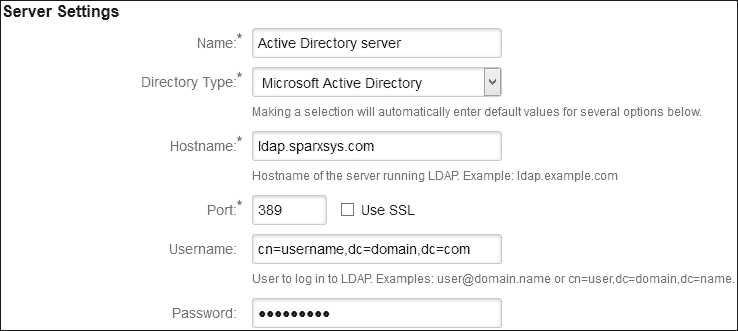 Server Settings
Name:* Active Directory server
Directory Type:* Microsoft Active Directory
Making a selection will automatically enter default values for several options below.
Hostname:* ldap.sparxsys.com
Hostname of the server running LDAP. Example: ldap.example.com
Port:* 389 Use SSL
Username: cn=username,dc=domain,dc=com
User to log in to LDAP. Examples: user@domain.name or cn=user,dc=domain,dc=name.
Password: ●●●●●●●●●